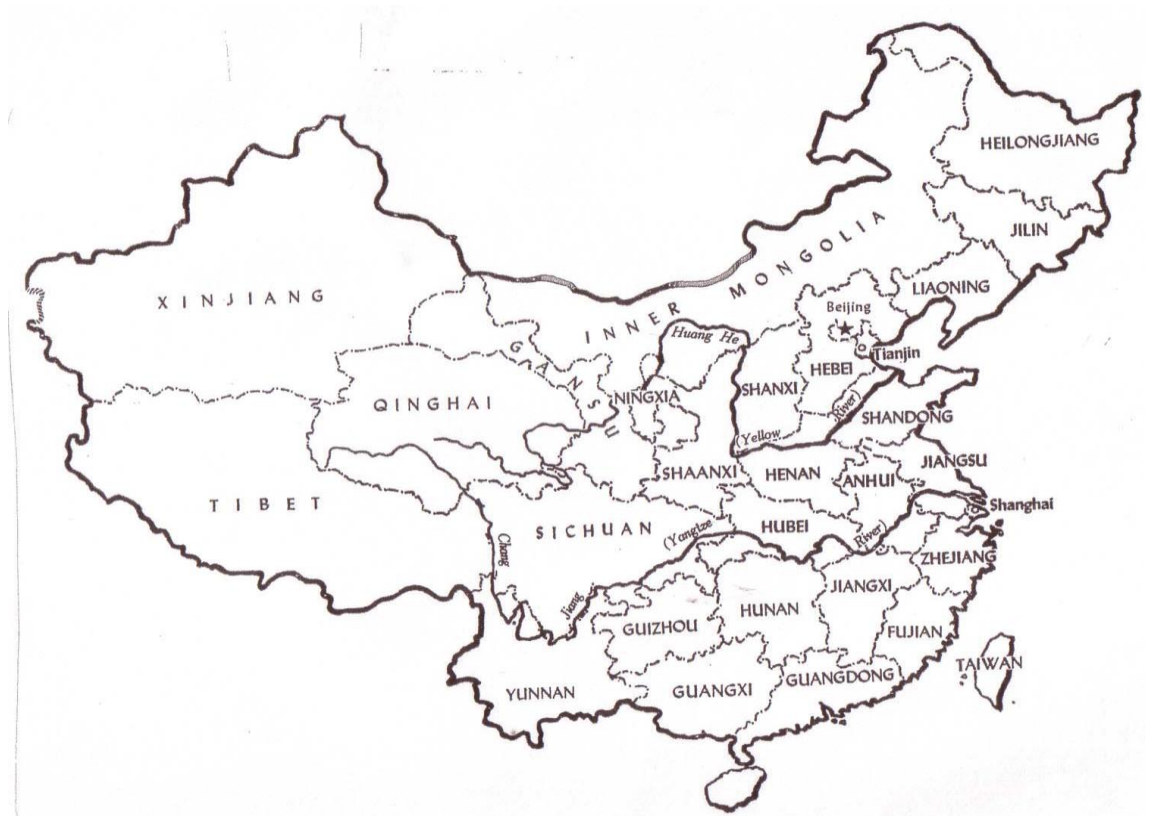 HEILONGJIANG
JILIN
INNER MONGOLIA
LIAONING
XINJIANG
Beijing
Huang He
GANSU
Tianjin
HEBEI
NINGXIA
SHANXI
QINGHAI
River)
SHANDONG
(Yellow
JIANGSU
SHAANXI
HENAN
ANHUI
TIBET
Shanghai
SICHUAN
(Yangtze
HUBEI
River)
Chang
ZHEJIANG
JIANGXI
Jiang
HUNAN
GUIZHOU
FUJIAN
TAIWAN
GUANGDONG
YUNNAN
GUANGXI